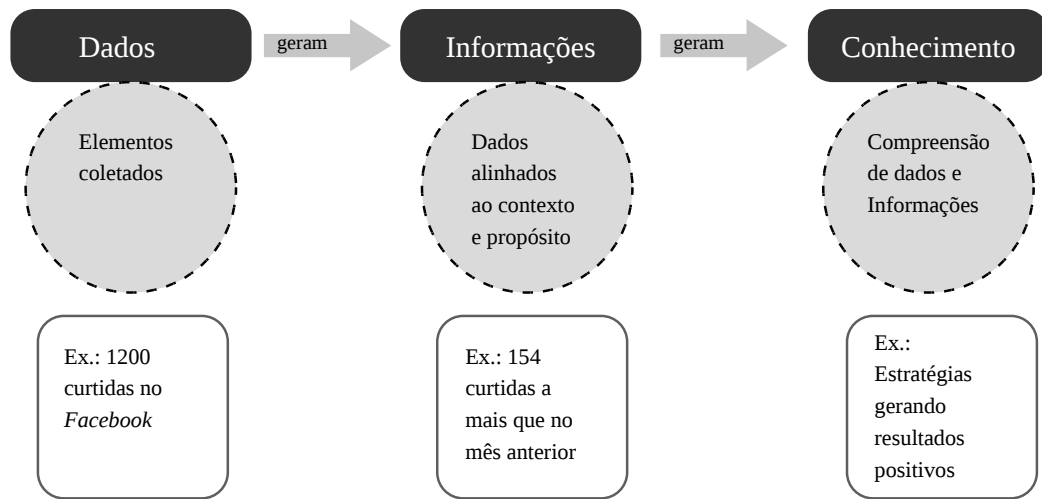 Dados
geram
Informações
geram
Conhecimento
Elementos
coletados
Dados
alinhados
ao contexto
e propósito
Compreensão
de dados e
Informações
Ex.: 1200
curtidas no
Facebook
Ex.: 154
curtidas a
mais que no
mês anterior
Ex.:
Estratégias
gerando
resultados
positivos